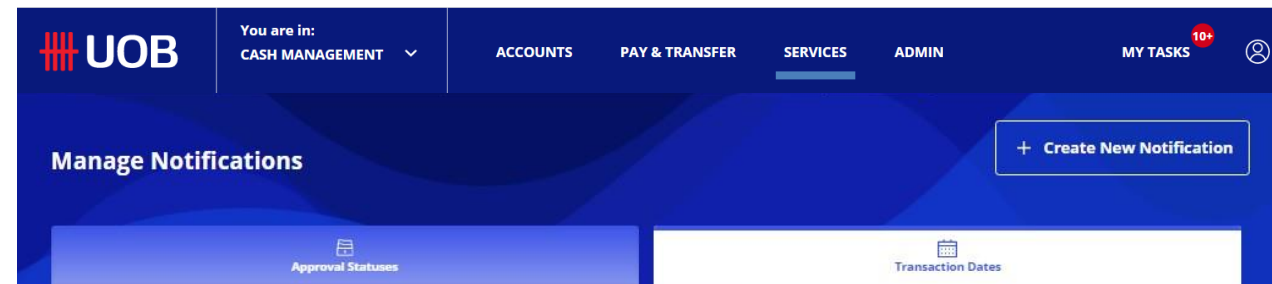 UOB
You are in:
CASH MANAGEMENT
ACCOUNTS
PAY & TRANSFER
SERVICES
ADMIN
MY TASKS
10+
Manage Notifications
+ Create New Notification
Approval Statuses
Transaction Dates